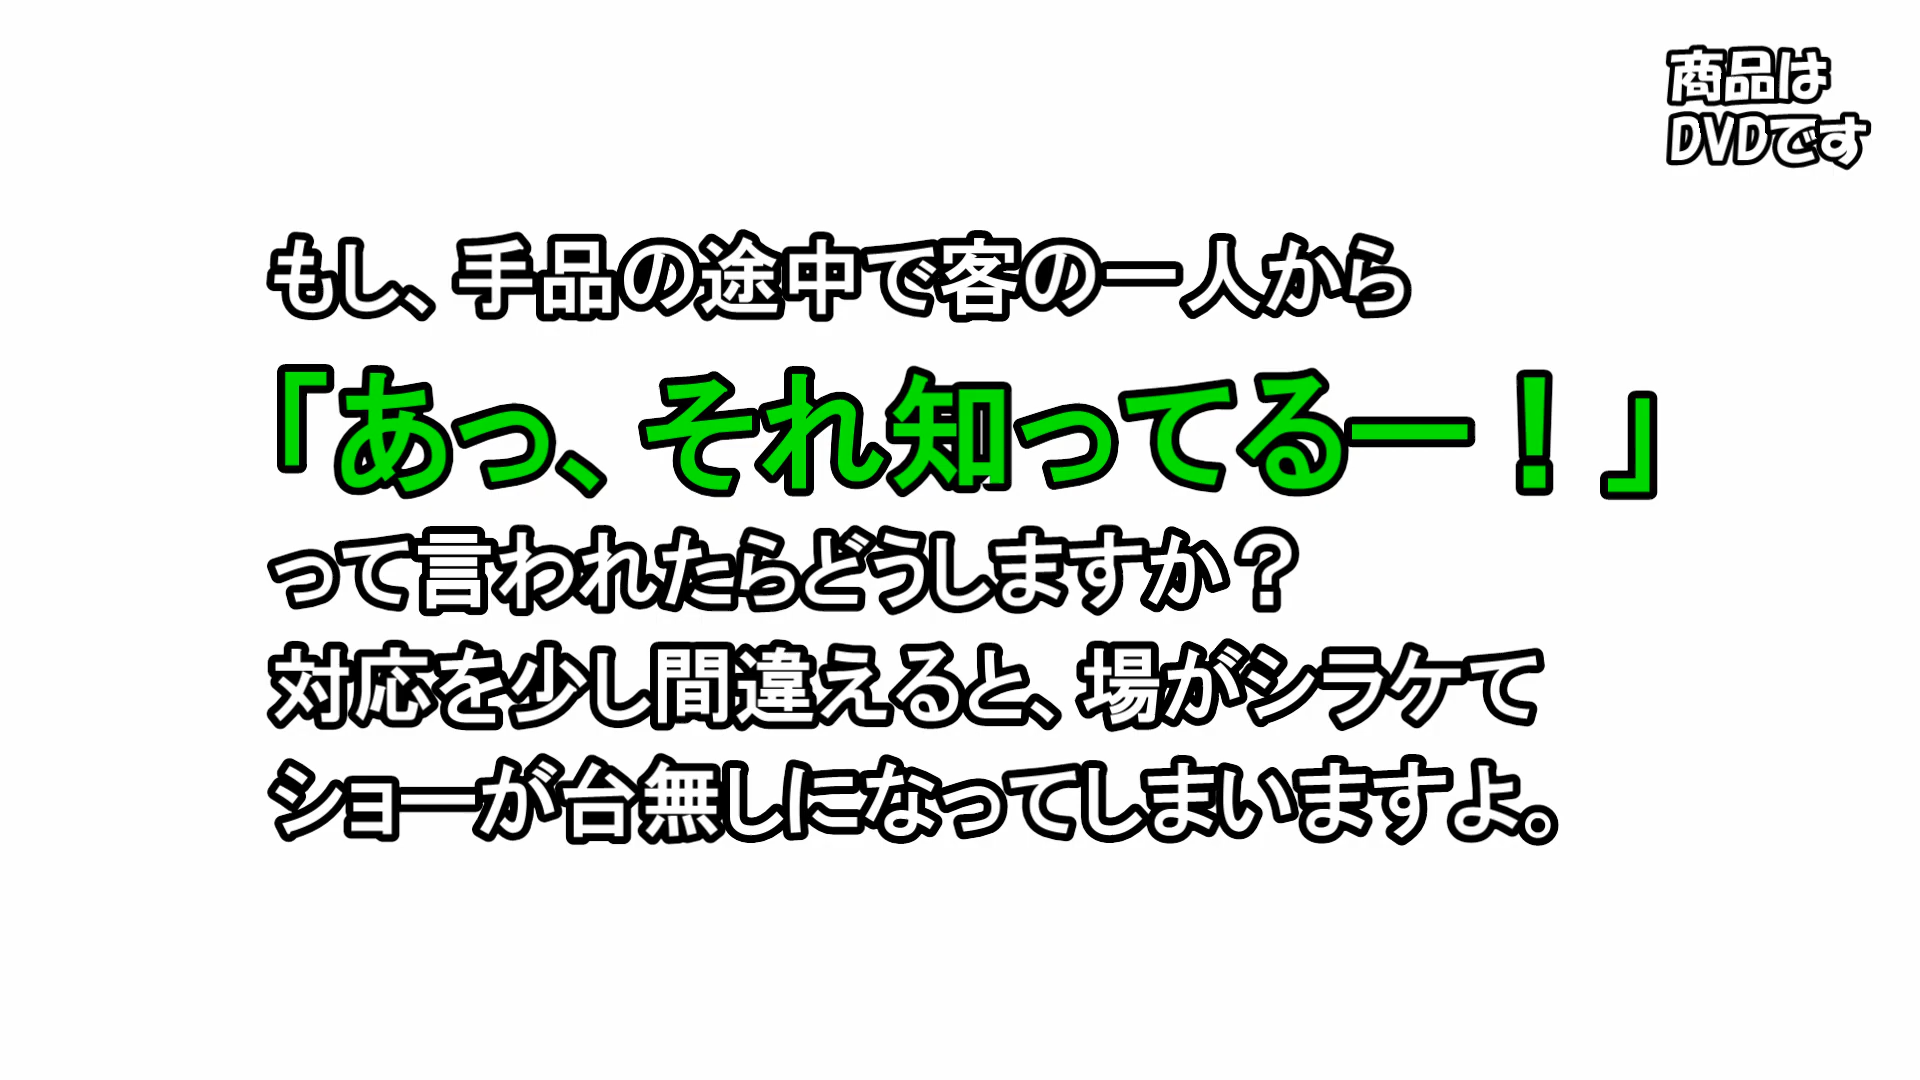 商品は
DVDです
もし、手品の途中で客の一人から
「あっ、それ知ってるー！」
って言われたらどうしますか？
対応を少し間違えると、場がシラケて
ショーが台無しになってしまいますよ。